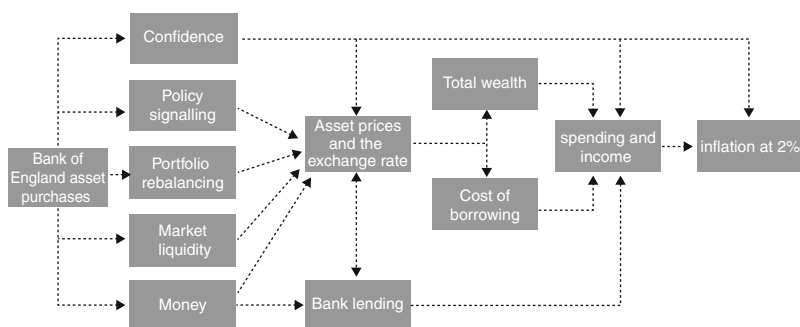 Confidence
Policy
signalling
Bank of
England asset
purchases
Portfolio
rebalancing
Market
liquidity
Money
Asset prices
and the
exchange rate
Bank lending
Total wealth
Cost of
borrowing
spending and
income
inflation at 2%